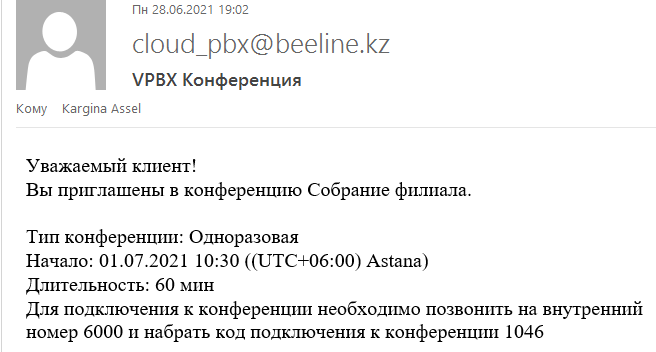 Пн 28.06.2021 19:02
cloud_pbx@beeline.kz
VPBX Конференция
Кому Kargina Assel
Уважаемый клиент!
Вы приглашены в конференцию Собрание филиала.
Тип конференции: Одноразовая
Начало: 01.07.2021 10:30 ((UTC+06:00) Astana)
Длительность: 60 мин
Для подключения к конференции необходимо позвонить на внутренний
номер 6000 и набрать код подключения к конференции 1046